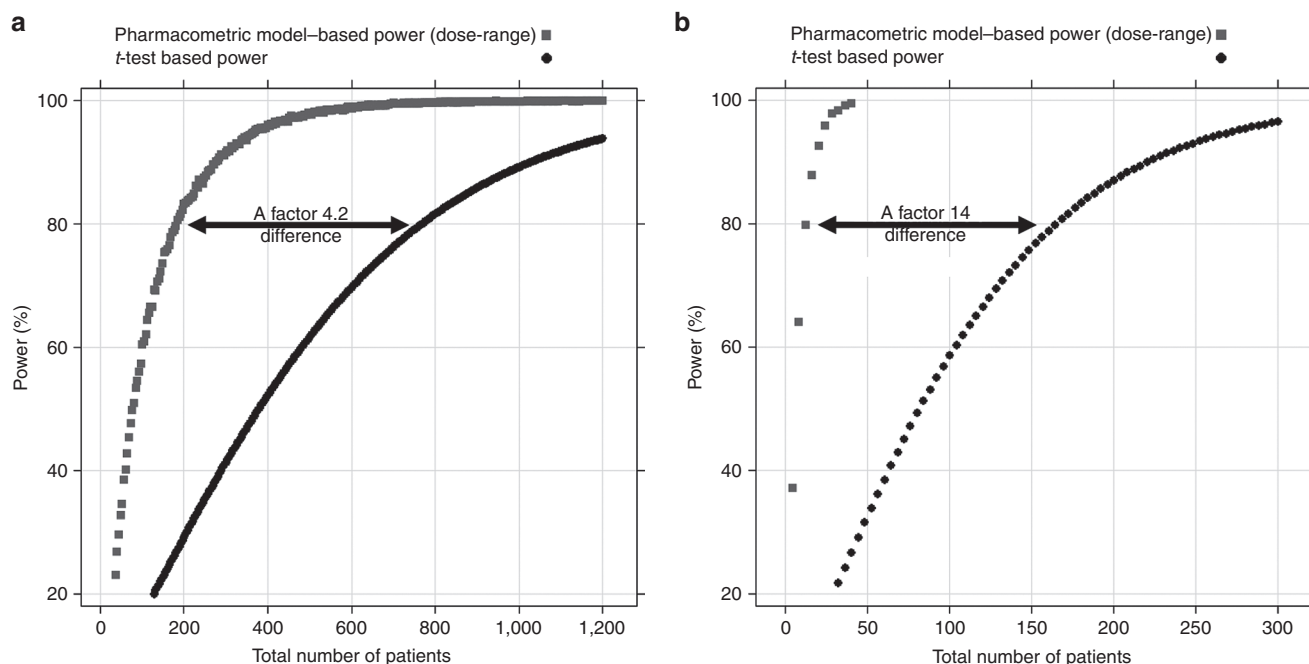 a
Pharmacometric model–based power (dose-range)
t-test based power
100
80
60
40
20
Power (%)
A factor 4.2
difference
0
200
400
600
800
1,000
1,200
Total number of patients
b
Pharmacometric model–based power (dose-range)
t-test based power
100
80
60
40
20
Power (%)
A factor 14
difference
0
50
100
150
200
250
300
Total number of patients